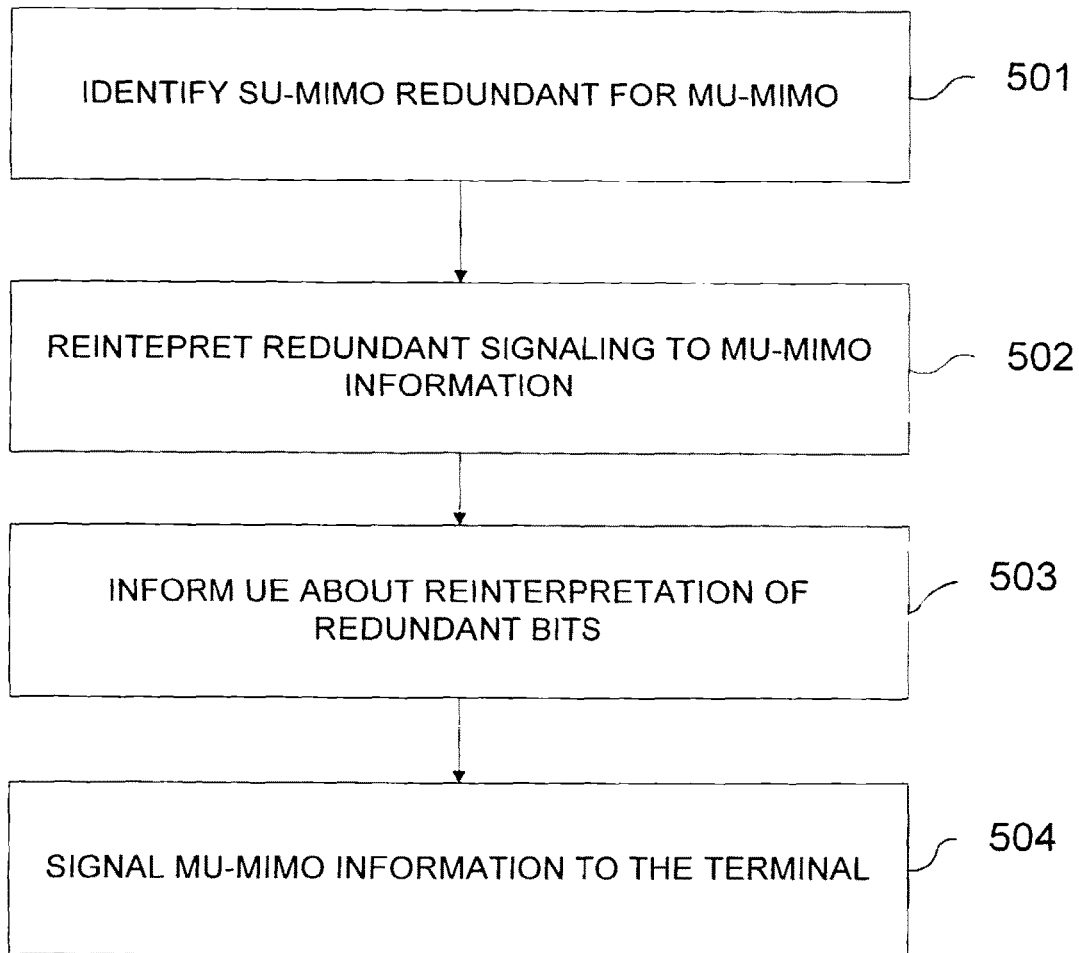 IDENTIFY SU-MIMO REDUNDANT FOR MU-MIMO
501
REINTEPRET REDUNDANT SIGNALING TO MU-MIMO
INFORMATION
502
INFORM UE ABOUT REINTERPRETATION OF
REDUNDANT BITS
503
SIGNAL MU-MIMO INFORMATION TO THE TERMINAL
504